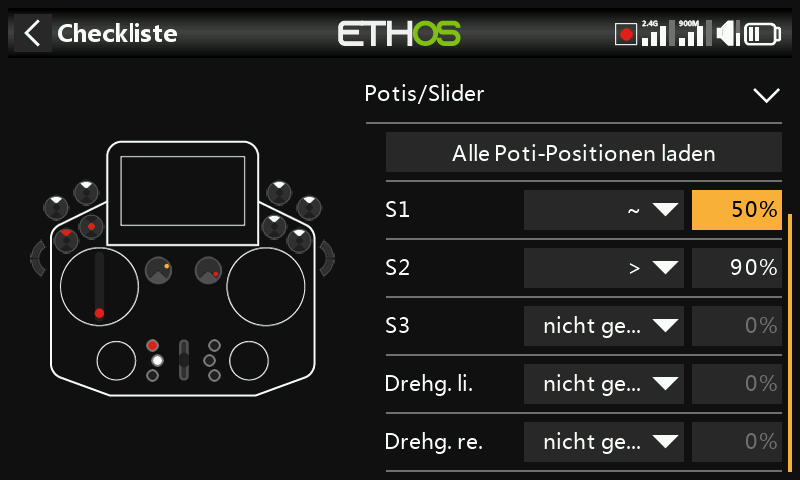 Checkliste
ETHOS
2.4G
900M
Potis/Slider
Alle Poti-Positionen laden
S1 ~ 50%
S2 > 90%
S3 nicht ge... 0%
Drehg. li. nicht ge... 0%
Drehg. re. nicht ge... 0%